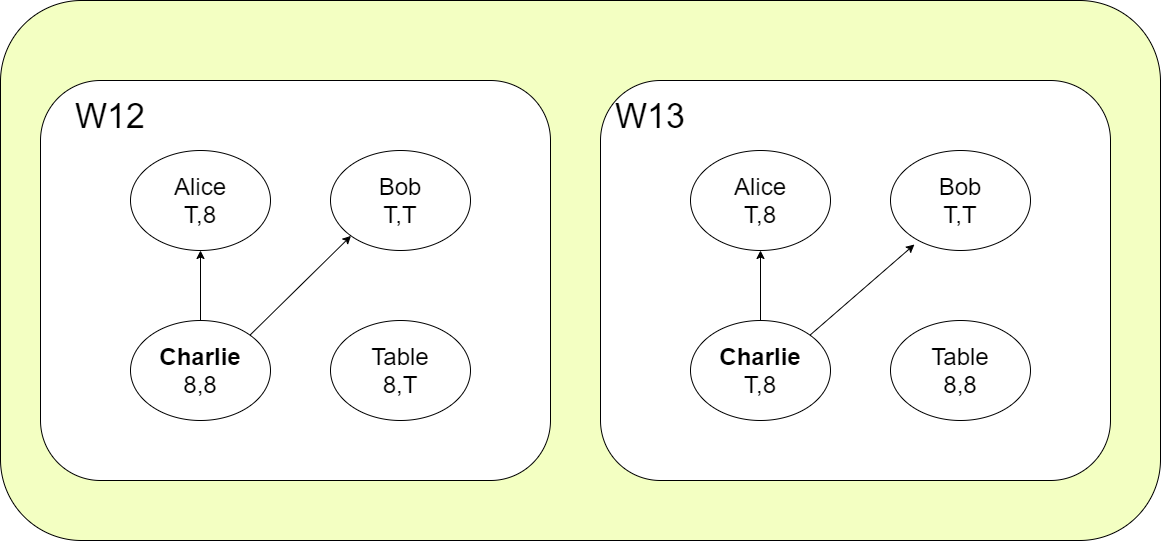 W12
Alice
T,8
Bob
T,T
Charlie
8,8
Table
8,T
W13
Alice
T,8
Bob
T,T
Charlie
T,8
Table
8,8